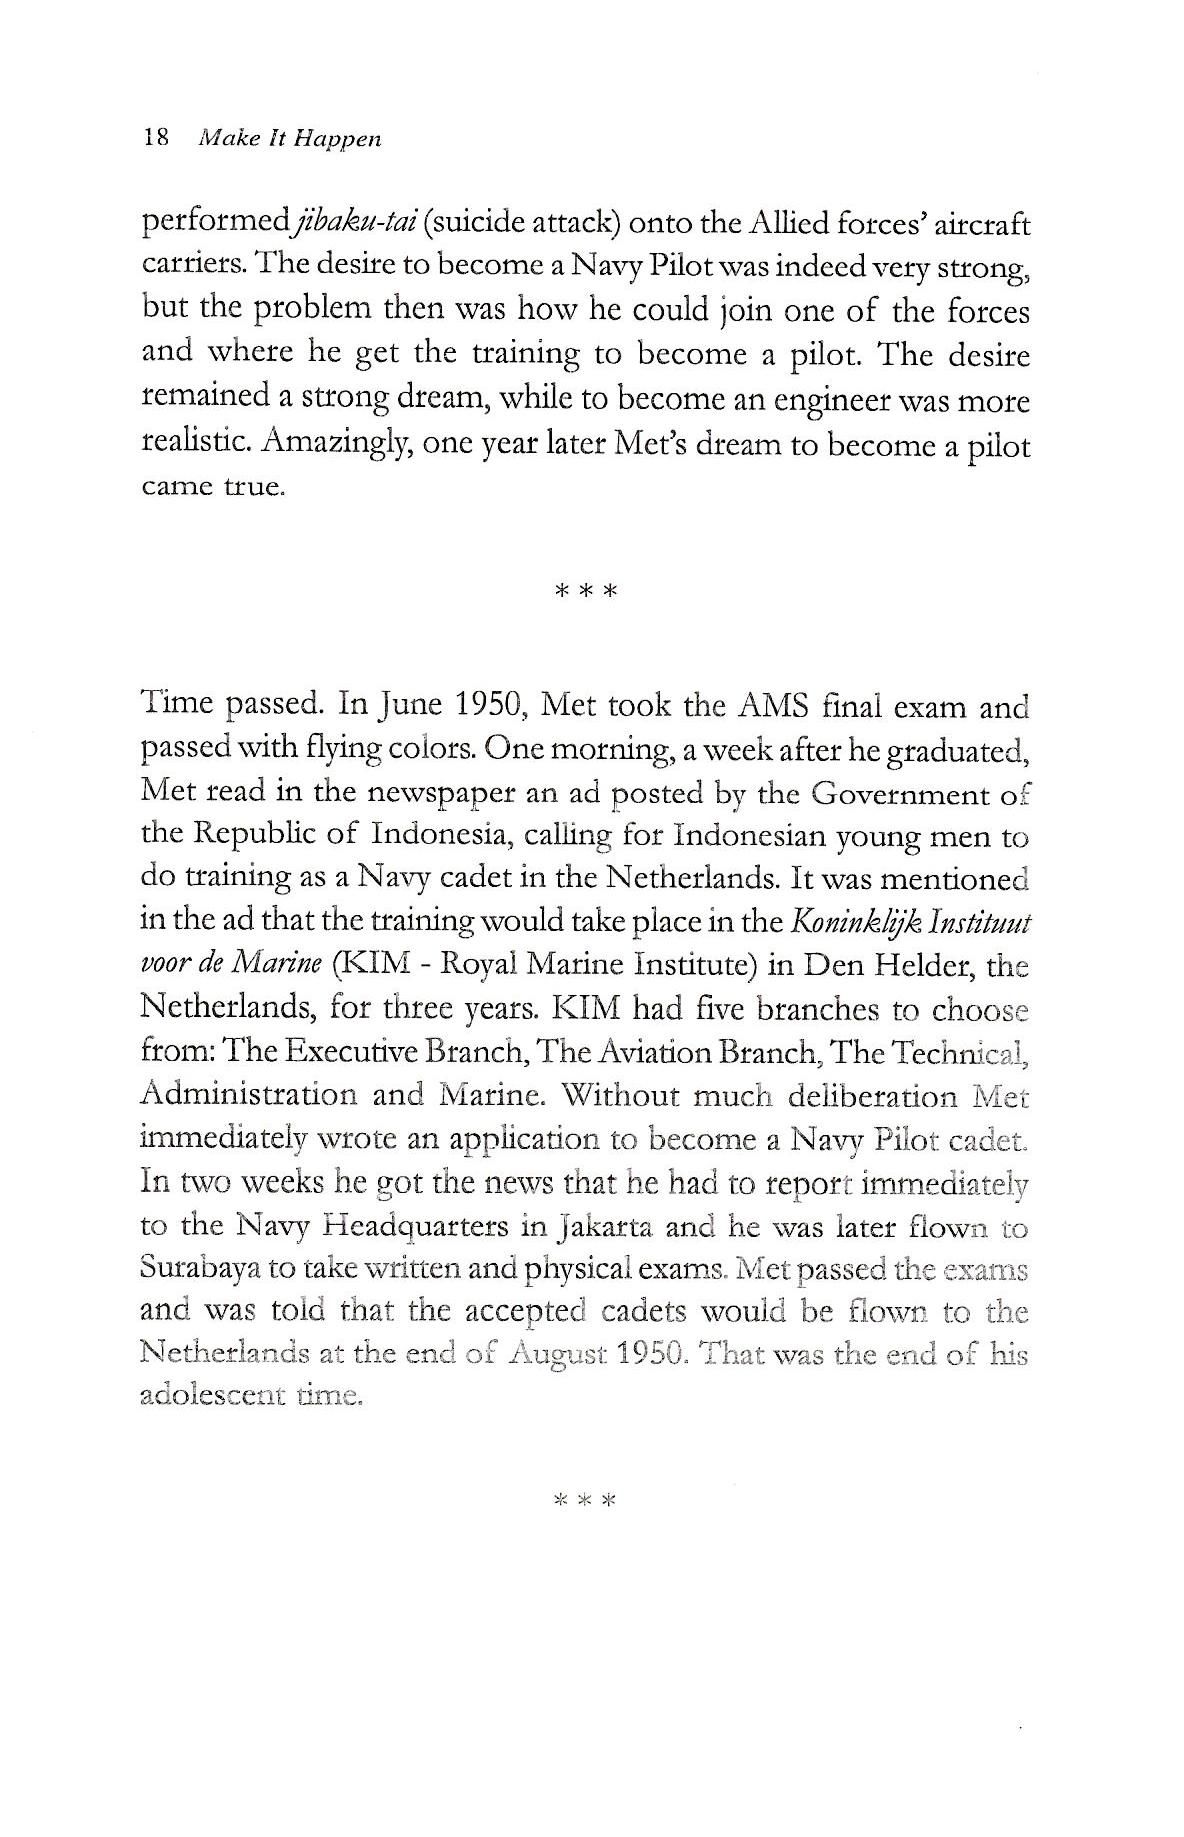 18 Make It Happen
performed jibaku-tai (suicide attack) onto the Allied forces' aircraft
carriers. The desire to become a Navy Pilot was indeed very strong,
but the problem then was how he could join one of the forces
and where he get the training to become a pilot. The desire
remained a strong dream, while to become an engineer was more
realistic. Amazingly, one year later Met's dream to become a pilot
came true.
* * *
Time passed. In June 1950, Met took the AMS final exam and
passed with flying colors. One morning, a week after he graduated,
Met read in the newspaper an ad posted by the Government of
the Republic of Indonesia, calling for Indonesian young men to
do training as a Navy cadet in the Netherlands. It was mentioned
in the ad that the training would take place in the Koninklijk Instituut
voor de Marine (KIM - Royal Marine Institute) in Den Helder, the
Netherlands, for three years. KIM had five branches to choose
from: The Executive Branch, The Aviation Branch, The Technical,
Administration and Marine. Without much deliberation Met
immediately wrote an application to become a Navy Pilot cadet.
In two weeks he got the news that he had to report immediately
to the Navy Headquarters in Jakarta and he was later flown to
Surabaya to take written and physical exams. Met passed the exams
and was told that the accepted cadets would be flown to the
Netherlands at the end of August 1950. That was the end of his
adolescent time.
* * *